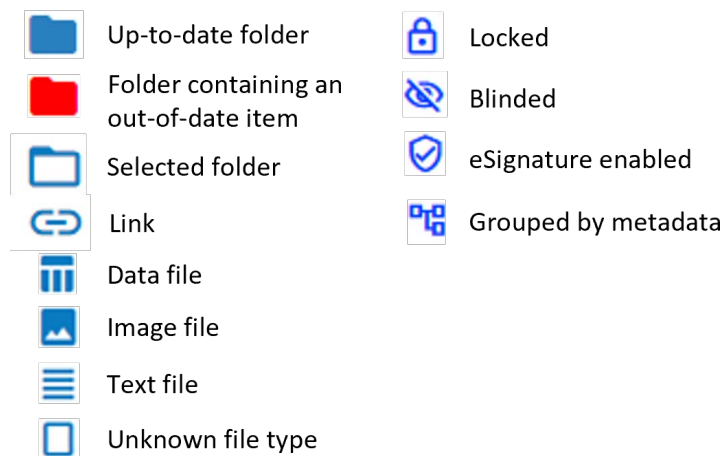 Up-to-date folder
Folder containing an
out-of-date item
Selected folder
Link
Data file
Image file
Text file
Unknown file type
Locked
Blinded
eSignature enabled
Grouped by metadata